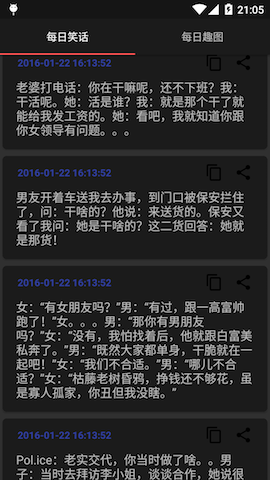 21:05
每日笑话
每日趣图
2016-01-22 16:13:52
老婆打电话：你在干嘛呢，还不下班？我：
干活呢。她：活是谁？我：就是那个干了就
能给我发工资的。她：看吧，我就知道你跟
你女领导有问题。。。
2016-01-22 16:13:52
男友开着车送我去办事，到门口被保安拦住
了，问：干啥的？他说：来送货的。保安又
看了我问：她是干啥的？这二货回答：她就
是那货！
2016-01-22 16:13:52
女：“有女朋友吗？”男：“有过，跟一高富帅
跑了！”女。。。男：“那你有男朋友
吗？”女：“没有，我怕找着后，他就跟白富美
私奔了。”男：“既然大家都单身，干脆就在一
起吧！”女：“我们不合适。”男：“哪儿不合
适？”女：“枯藤老树昏鸦，挣钱还不够花，虽
是寡人孤家，你丑但我没瞎。”
2016-01-22 16:13:52
Pol.ice：老实交代，你当时做了啥。。男
子：当时去拜访李小姐，谈谈合作，她说很